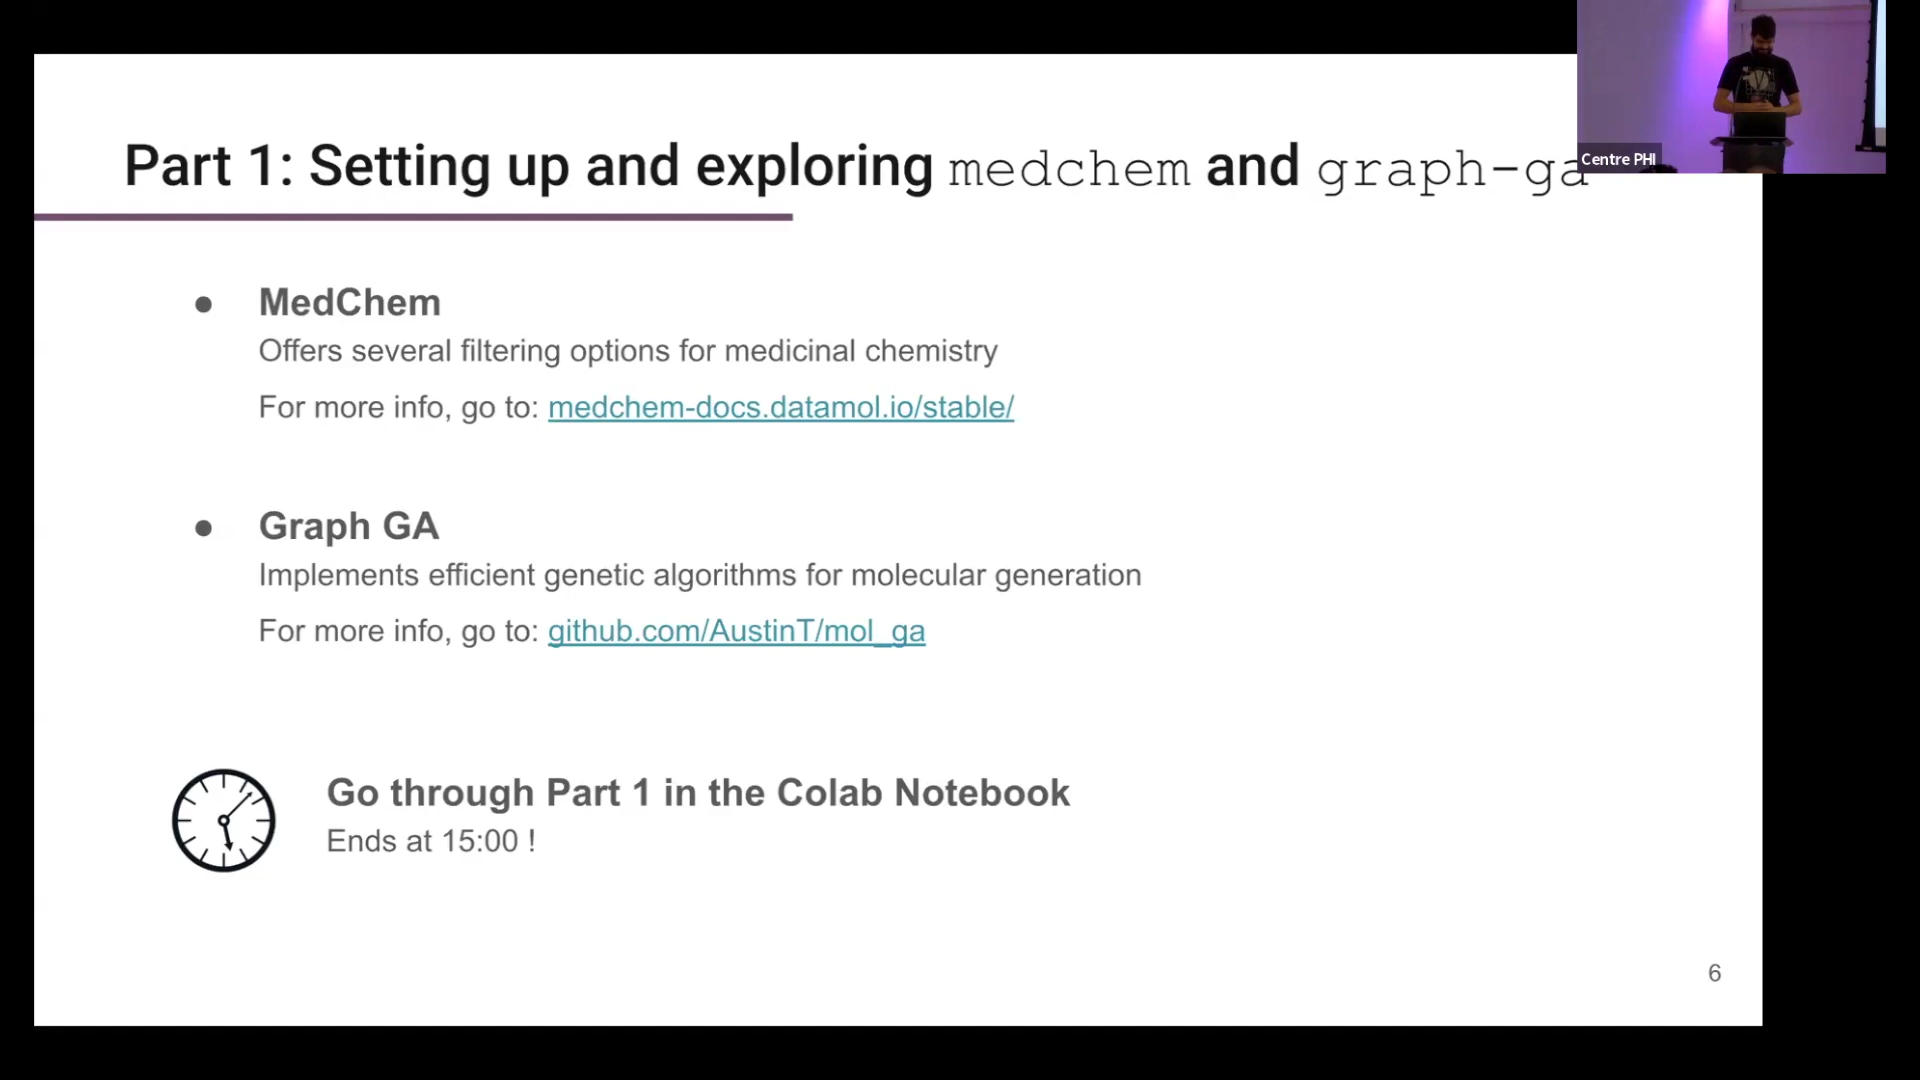 Part 1: Setting up and exploring medchem and graph-ga
Centre PHI
● MedChem
Offers several filtering options for medicinal chemistry
For more info, go to: medchem-docs.datamol.io/stable/
● Graph GA
Implements efficient genetic algorithms for molecular generation
For more info, go to: github.com/AustinT/mol_ga
Go through Part 1 in the Colab Notebook
Ends at 15:00 !
6